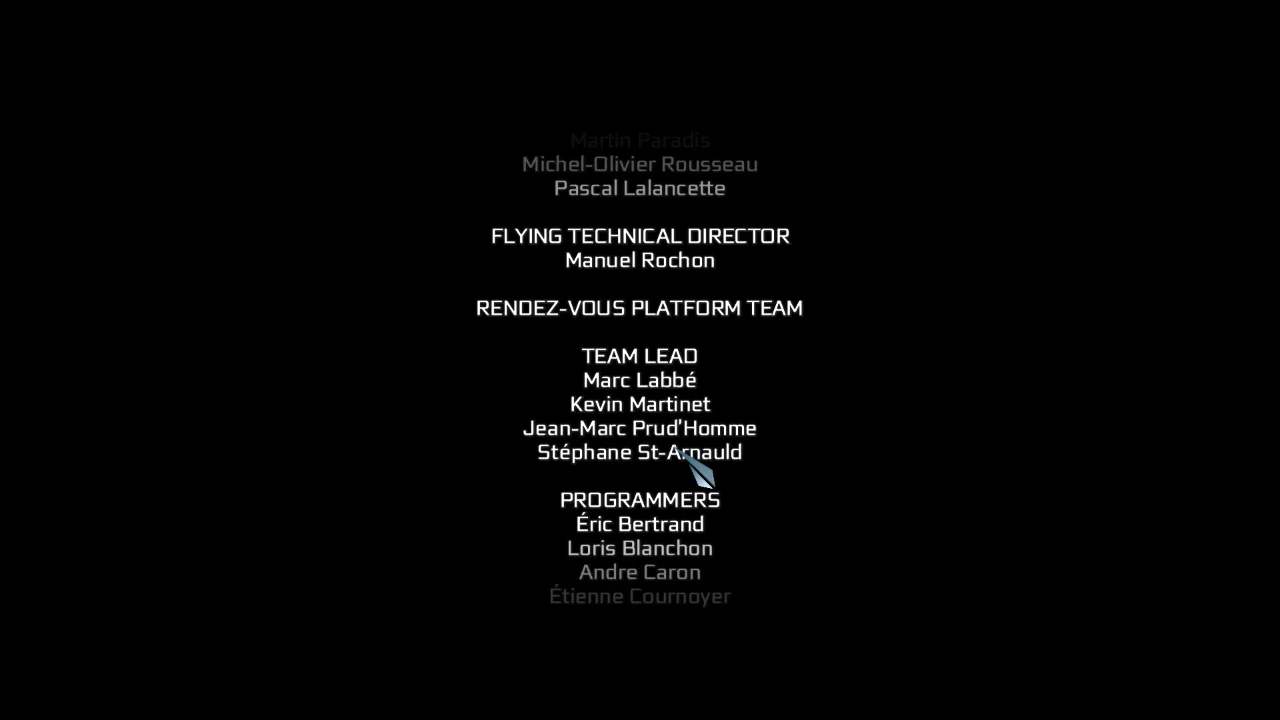 Martin Paradis
Michel-Olivier Rousseau
Pascal Lalancette
FLYING TECHNICAL DIRECTOR
Manuel Rochon
RENDEZ-VOUS PLATFORM TEAM
TEAM LEAD
Marc Labbé
Kevin Martinet
Jean-Marc Prud'Homme
Stéphane St-Arnauld
PROGRAMMERS
Éric Bertrand
Loris Blanchon
Andre Caron
Étienne Cournoyer